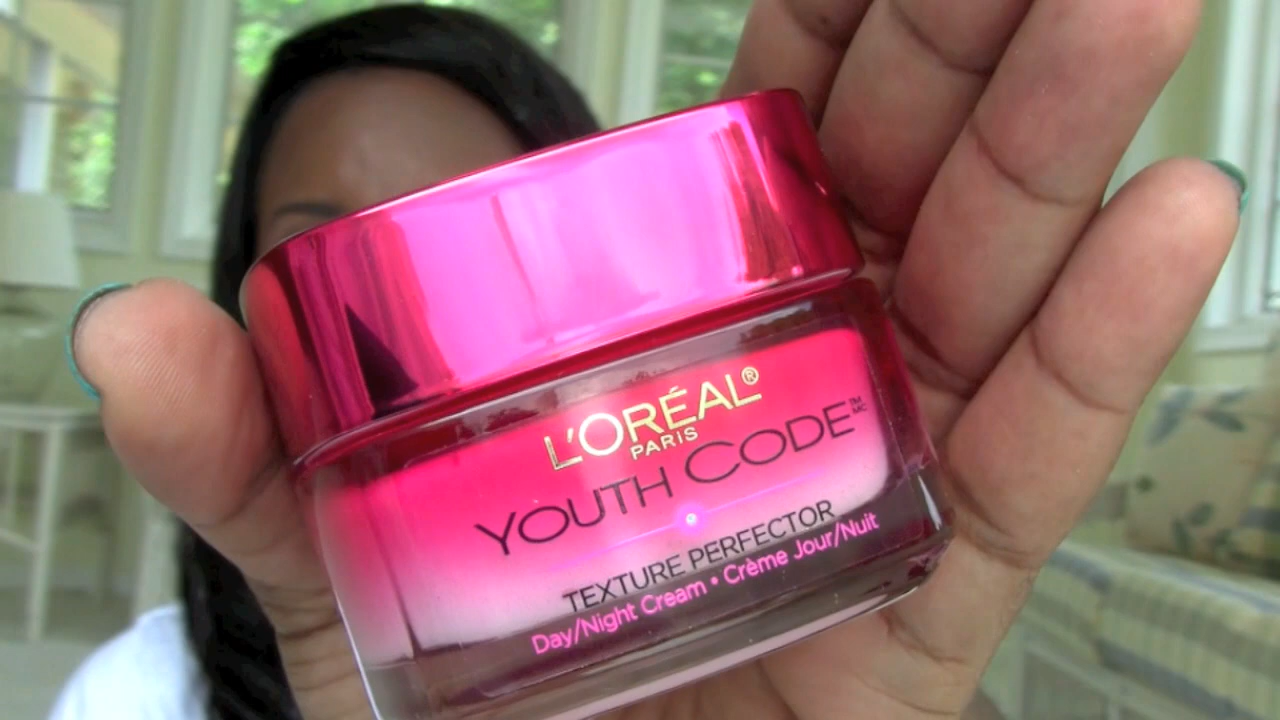 L'ORÉAL®
PARIS
YOUTH CODE™ MC
TEXTURE PERFECTOR
Day/Night Cream • Crème Jour/Nuit